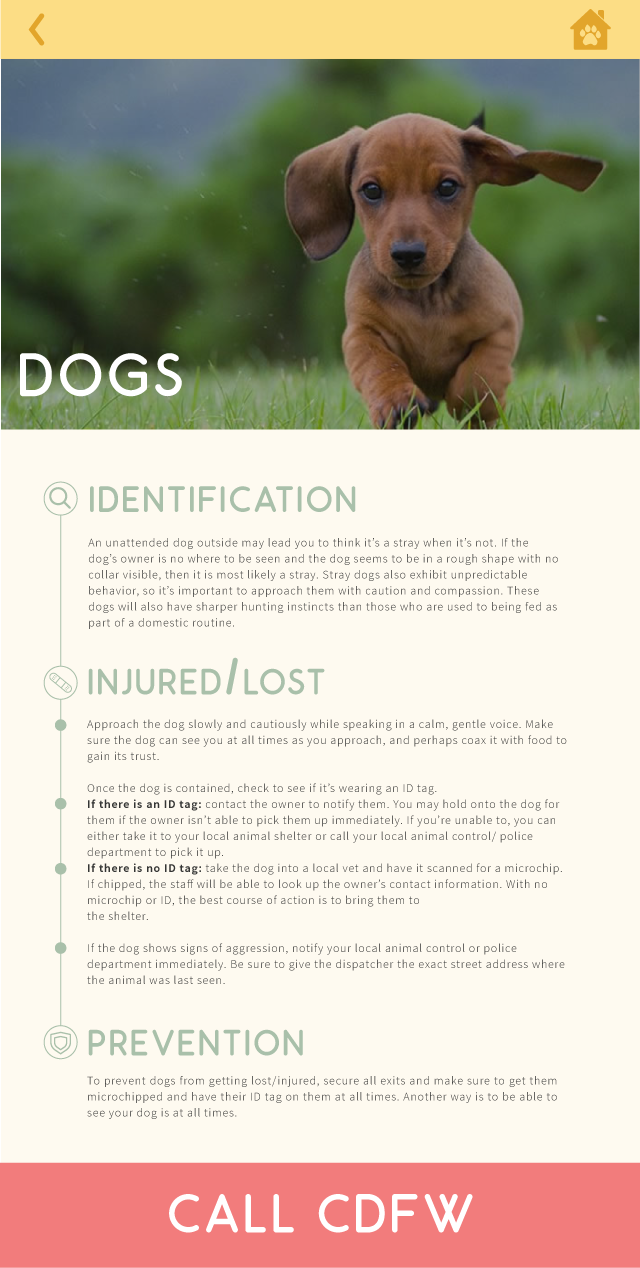 DOGS
IDENTIFICATION
An unattended dog outside may lead you to think it's a stray when it's not. If the
dog's owner is no where to be seen and the dog seems to be in a rough shape with no
collar visible, then it is most likely a stray. Stray dogs also exhibit unpredictable
behavior, so it's important to approach them with caution and compassion. These
dogs will also have sharper hunting instincts than those who are used to being fed as
part of a domestic routine.
INJURED/LOST
Approach the dog slowly and cautiously while speaking in a calm, gentle voice. Make
sure the dog can see you at all times as you approach, and perhaps coax it with food to
gain its trust.
Once the dog is contained, check to see if it's wearing an ID tag.
If there is an ID tag: contact the owner to notify them. You may hold onto the dog for
them if the owner isn't able to pick them up immediately. If you're unable to, you can
either take it to your local animal shelter or call your local animal control/ police
department to pick it up.
If there is no ID tag: take the dog into a local vet and have it scanned for a microchip.
If chipped, the staff will be able to look up the owner's contact information. With no
microchip or ID, the best course of action is to bring them to
the shelter.
If the dog shows signs of aggression, notify your local animal control or police
department immediately. Be sure to give the dispatcher the exact street address where
the animal was last seen.
PREVENTION
To prevent dogs from getting lost/injured, secure all exits and make sure to get them
microchipped and have their ID tag on them at all times. Another way is to be able to
see your dog is at all times.
CALL CDFW